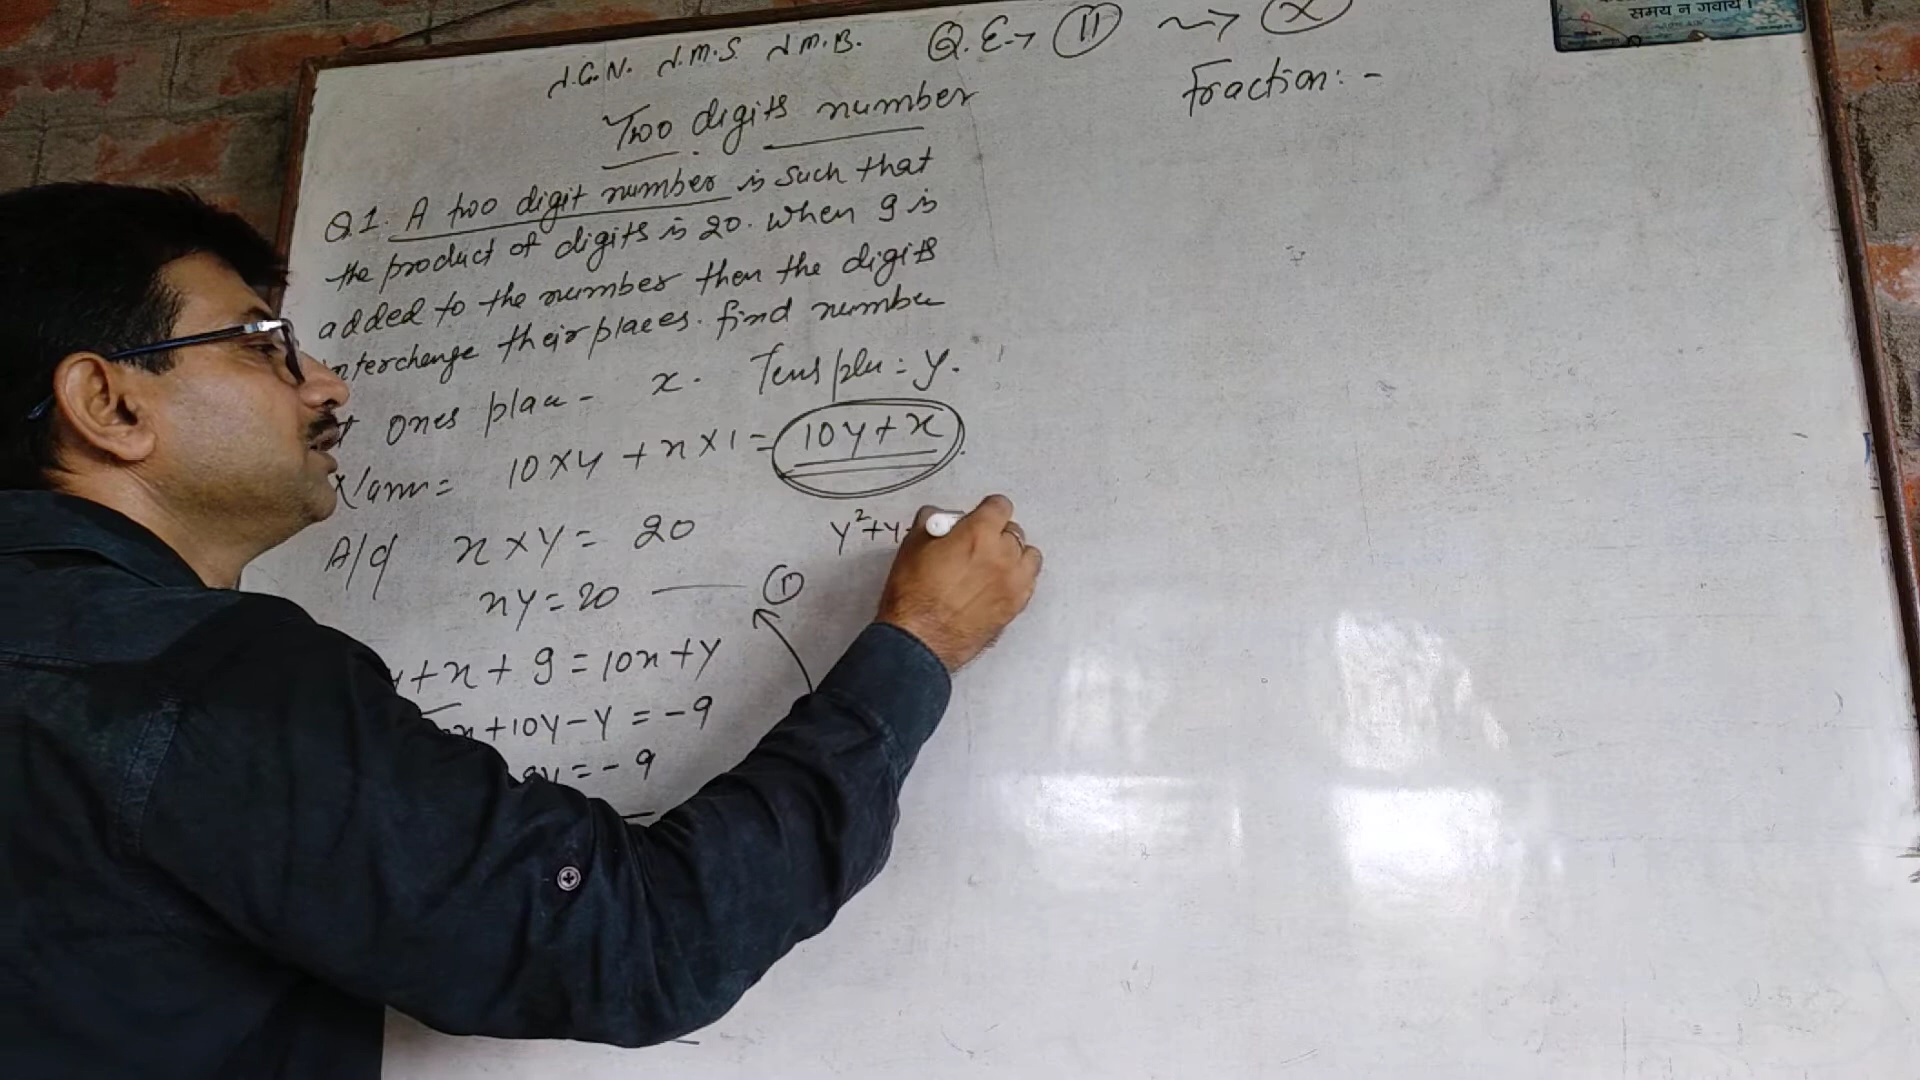 J.G.N. J.M.S J.M.B. Q.E→ 11 → X
समय न गवाये।
Two digits number
Fraction: -
Q.1. A two digit number is such that
the product of digits is 20. when 9 is
added to the number then the digits
interchange their places. find number
Ones place - x. Tens place = y.
10×y + x×1 = 10y+x
A/q x×y = 20
y²+y
xy=20 —— 1
+x + 9 = 10x+y
+10y-y = -9
9y = -9